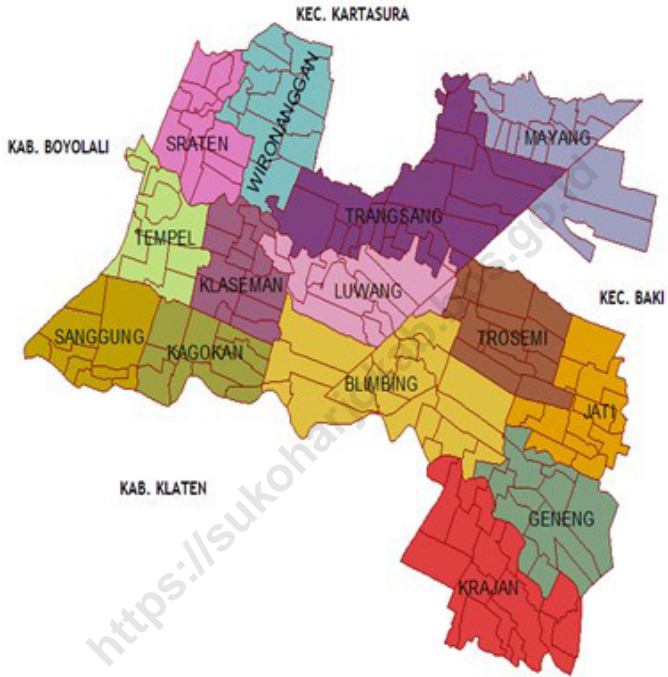 KEC. KARTASURA
WIRONANGGAN
SRATEN
MAYANG
KAB. BOYOLALI
TRANGSANG
TEMPEL
KLASEMAN
LUWANG
KEC. BAKI
SANGGUNG
KAGOKAN
TROSEMI
BLIMBING
JATI
KAB. KLATEN
GENENG
KRAJAN
https://sukoharjokab.bps.go.id